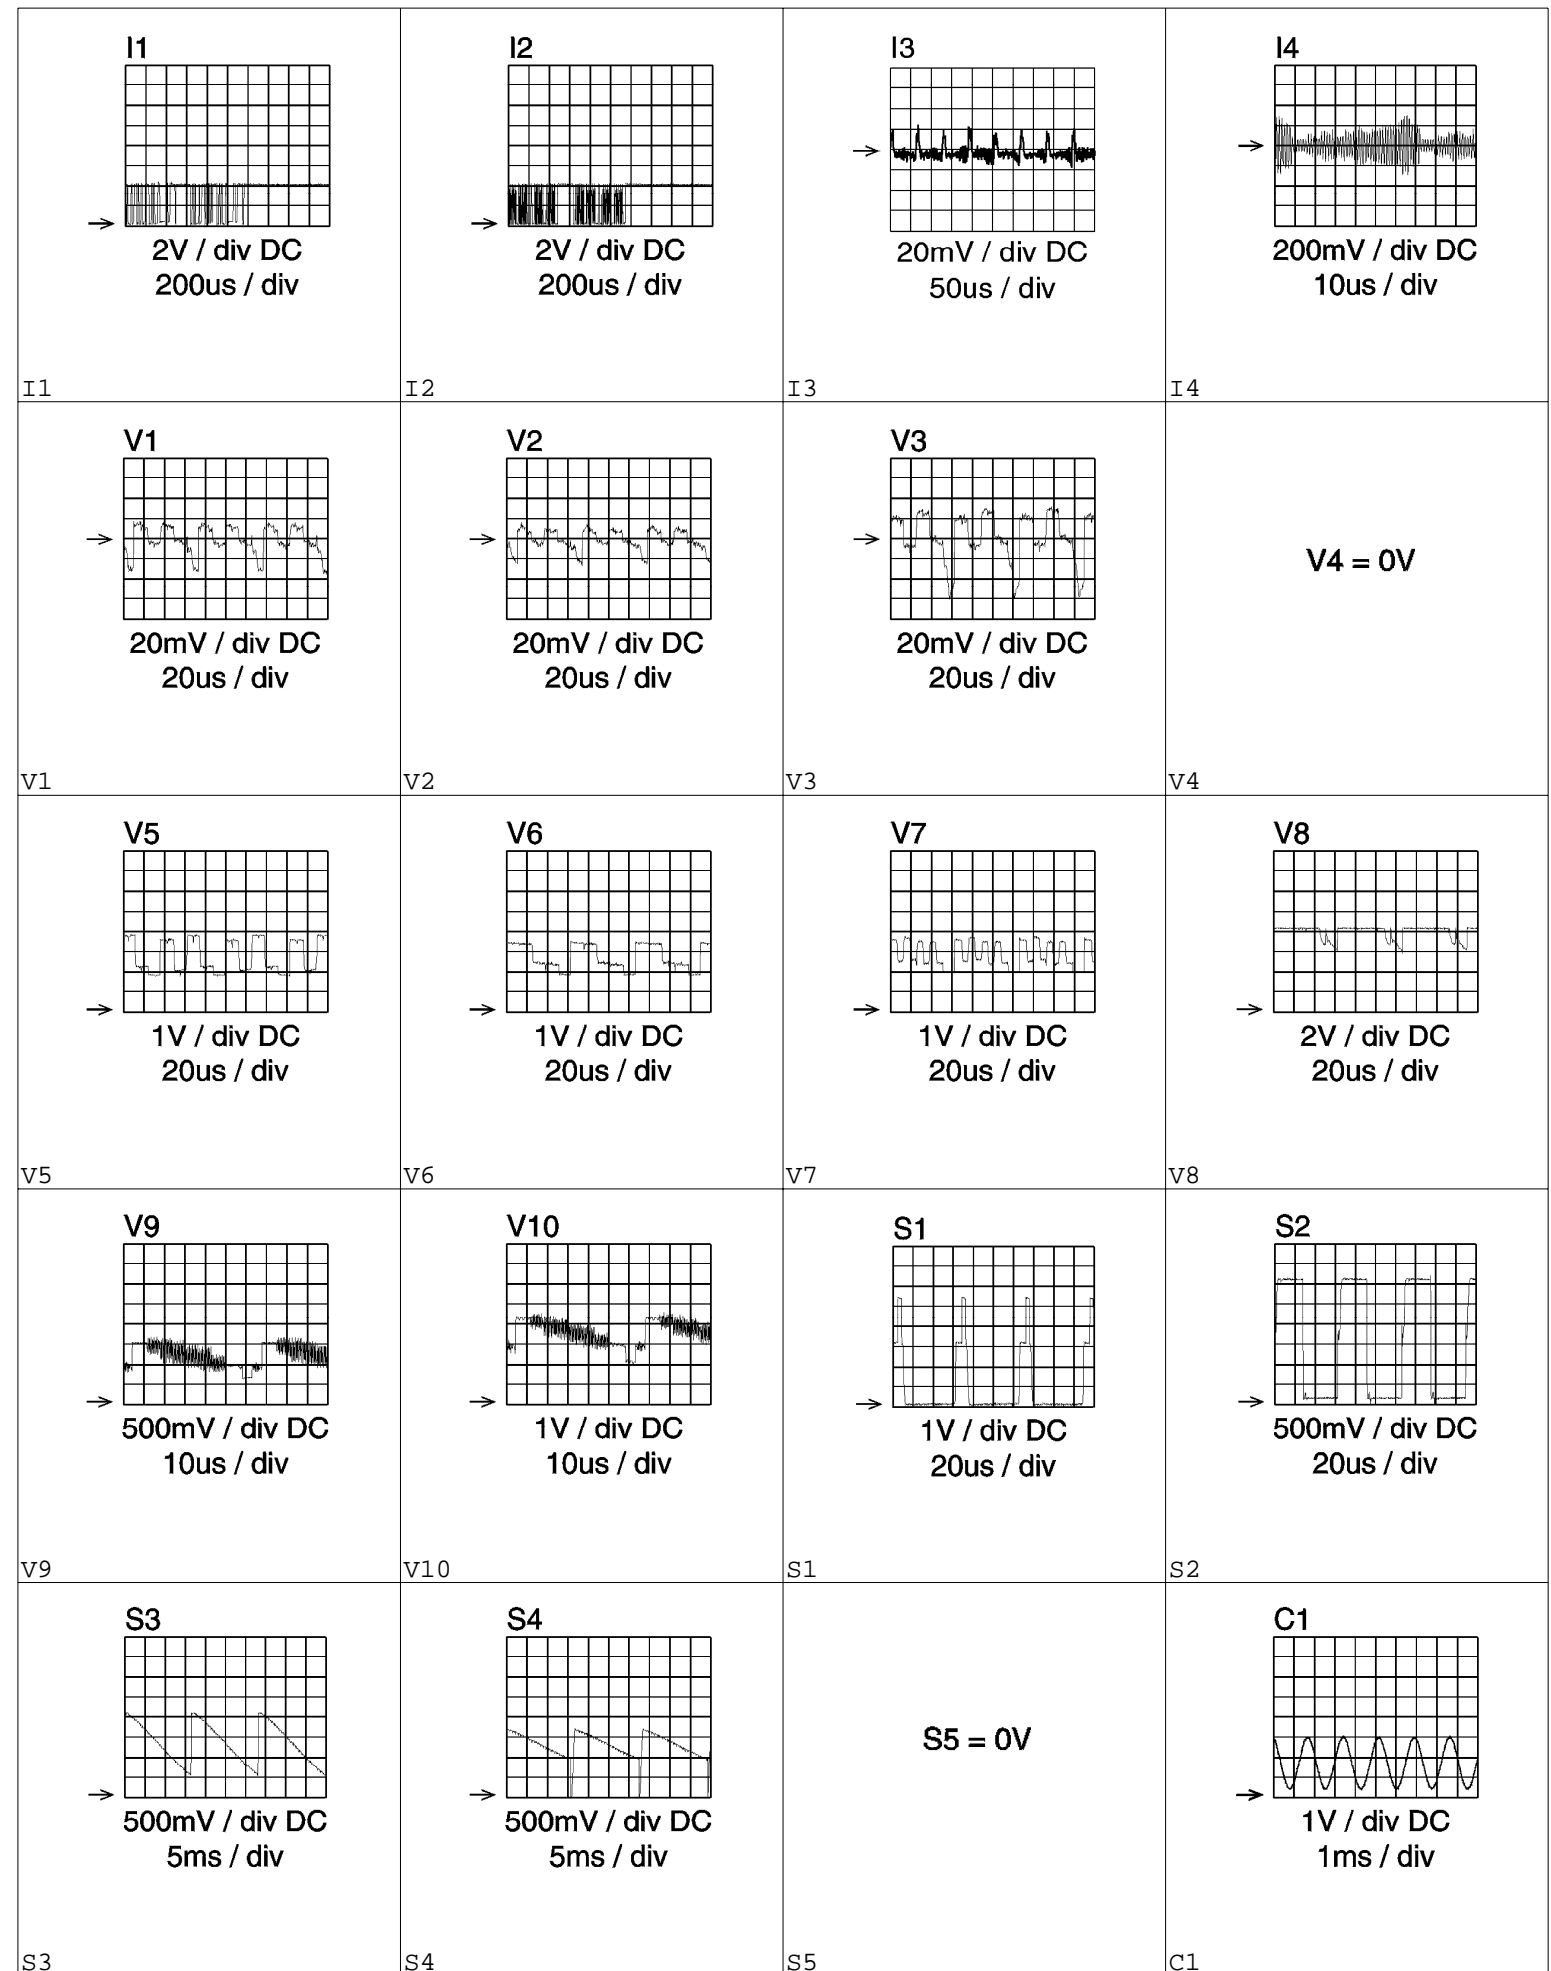 I1
2V / div DC
200us / div
I1
I2
2V / div DC
200us / div
I2
I3
20mV / div DC
50us / div
I3
I4
200mV / div DC
10us / div
I4
V1
20mV / div DC
20us / div
V1
V2
20mV / div DC
20us / div
V2
V3
20mV / div DC
20us / div
V3
V4 = 0V
V4
V5
1V / div DC
20us / div
V5
V6
1V / div DC
20us / div
V6
V7
1V / div DC
20us / div
V7
V8
2V / div DC
20us / div
V8
V9
500mV / div DC
10us / div
V9
V10
1V / div DC
10us / div
V10
S1
1V / div DC
20us / div
S1
S2
500mV / div DC
20us / div
S2
S3
500mV / div DC
5ms / div
S3
S4
500mV / div DC
5ms / div
S4
S5 = 0V
S5
C1
1V / div DC
1ms / div
C1